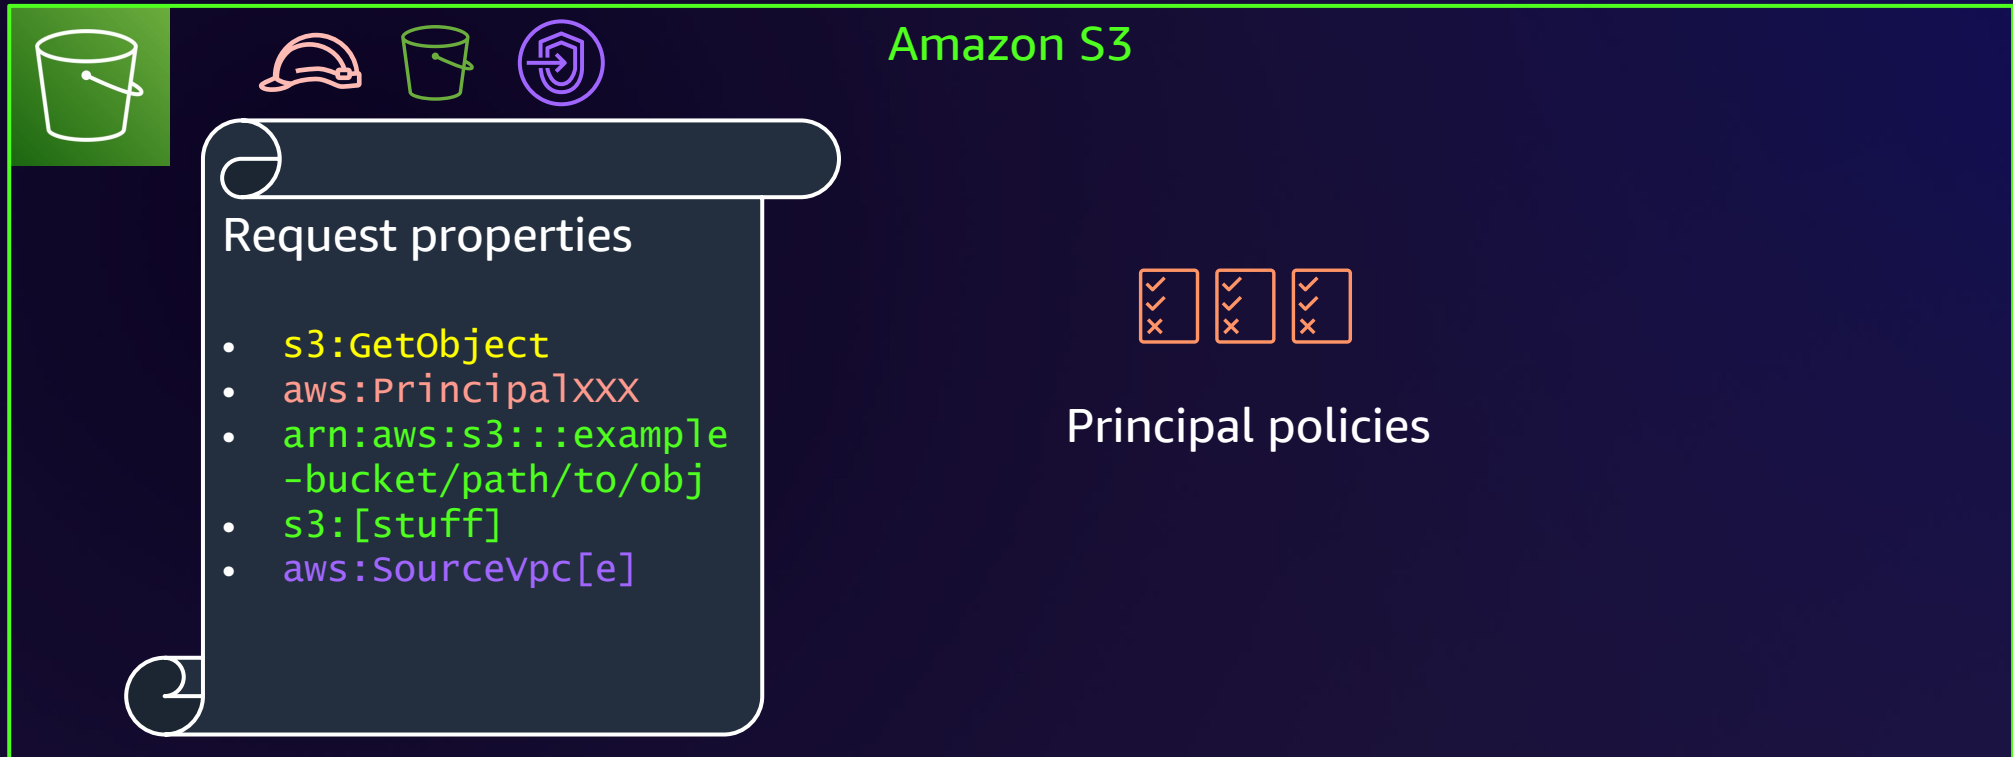 Amazon S3
Request properties
• s3:GetObject
• aws:PrincipalXXX
• arn:aws:s3:::example
-bucket/path/to/obj
• s3:[stuff]
• aws:SourceVpc[e]
Principal policies